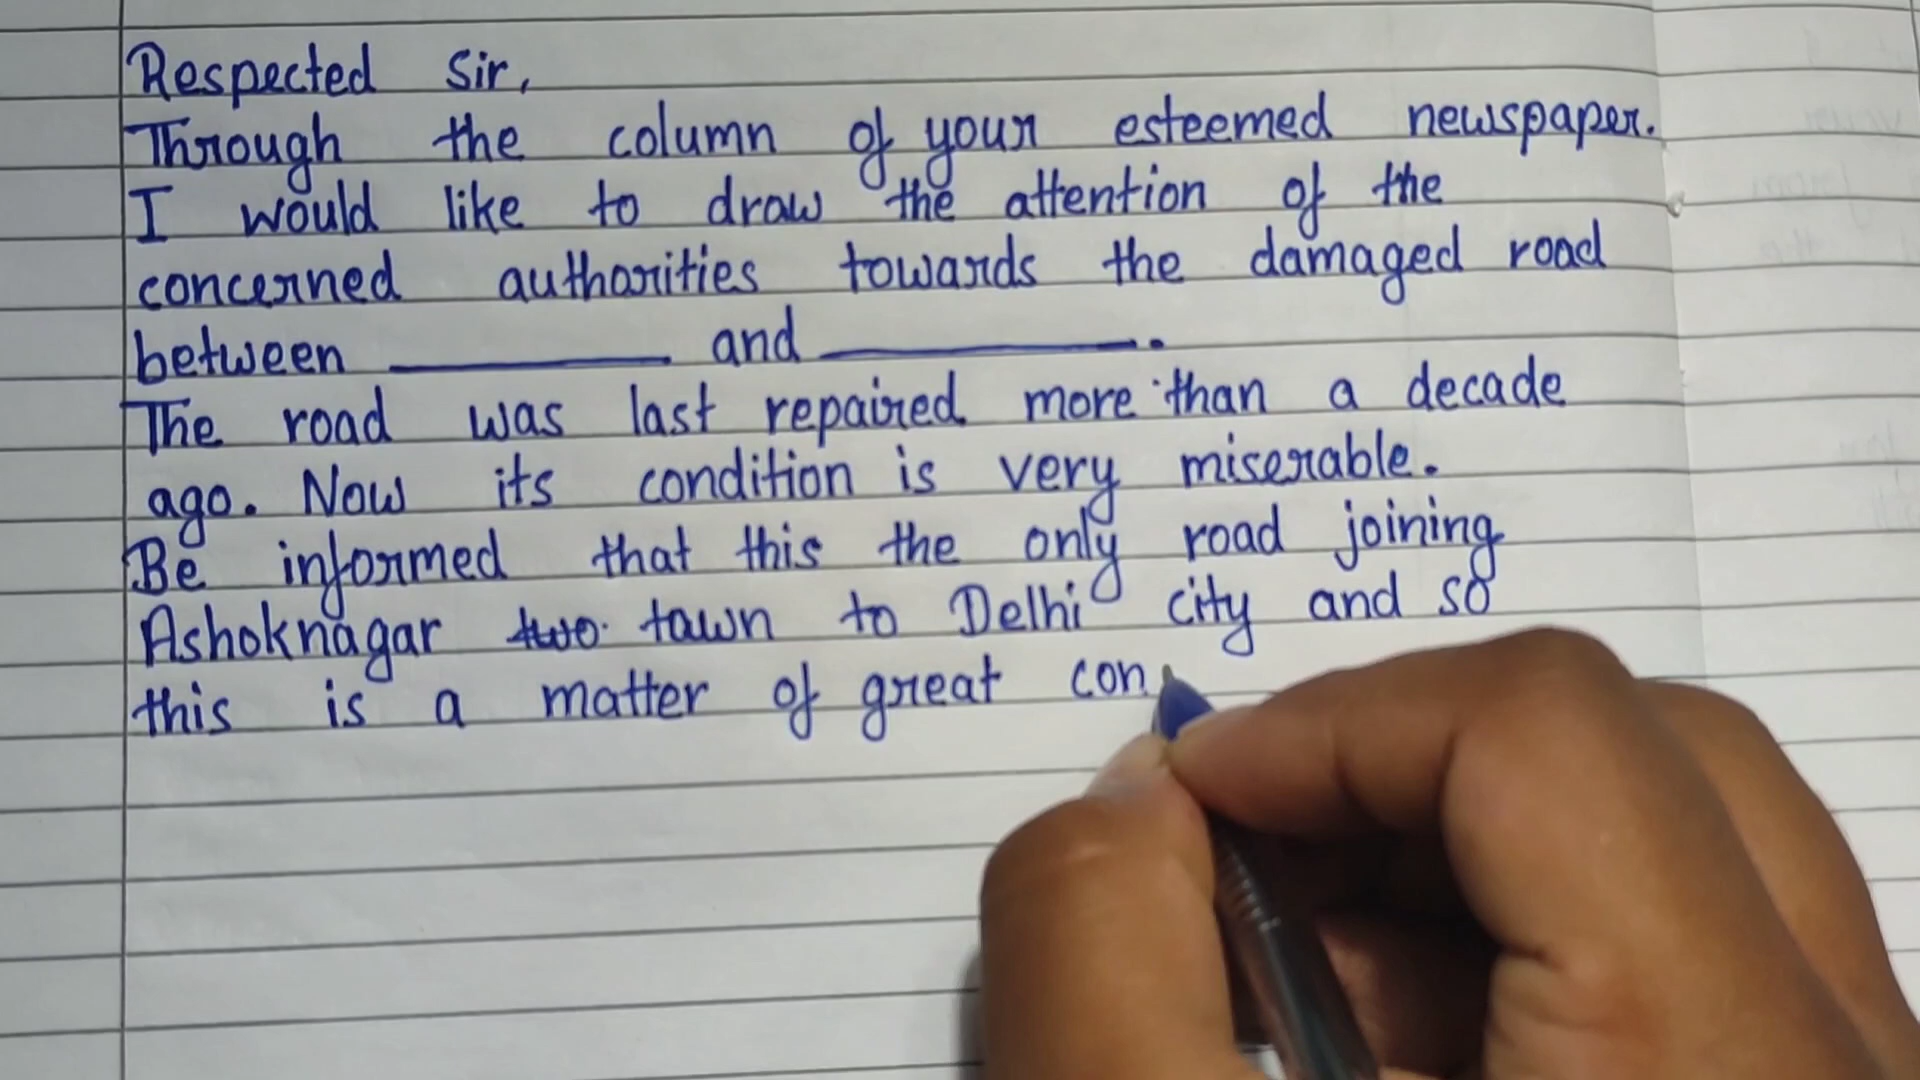 Respected Sir,
Through the column of your esteemed newspaper.
I would like to draw the attention of the
concerned authorities towards the damaged road
between ________ and ________.
The road was last repaired more than a decade
ago. Now its condition is very miserable.
Be informed that this the only road joining
Ashoknagar two town to Delhi city and so
this is a matter of great con